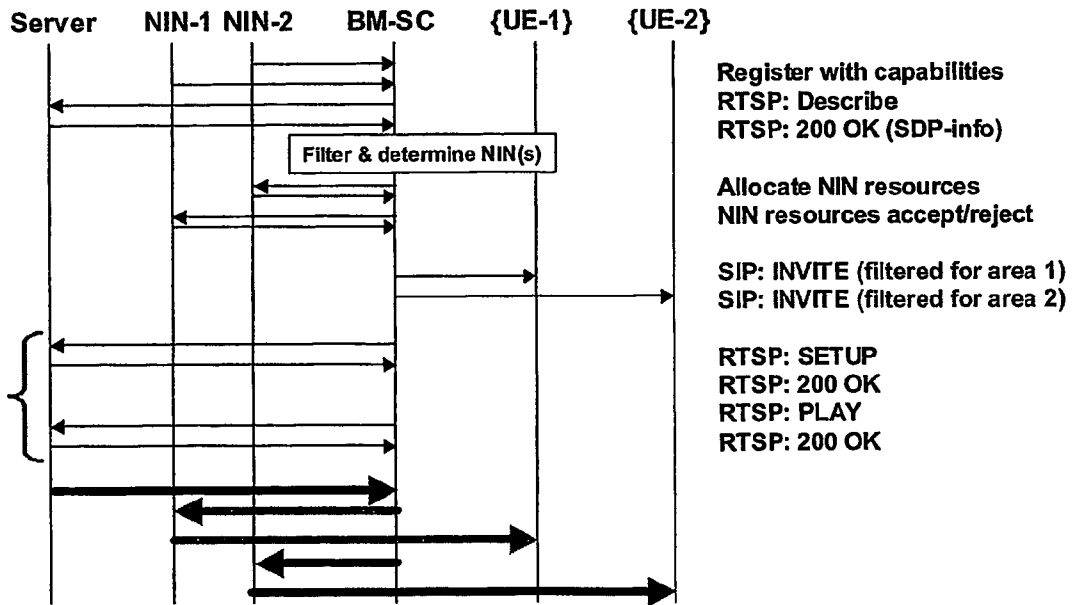 Server NIN-1 NIN-2 BM-SC {UE-1} {UE-2}
Register with capabilities
RTSP: Describe
RTSP: 200 OK (SDP-info)
Filter & determine NIN(s)
Allocate NIN resources
NIN resources accept/reject
SIP: INVITE (filtered for area 1)
SIP: INVITE (filtered for area 2)
RTSP: SETUP
RTSP: 200 OK
RTSP: PLAY
RTSP: 200 OK